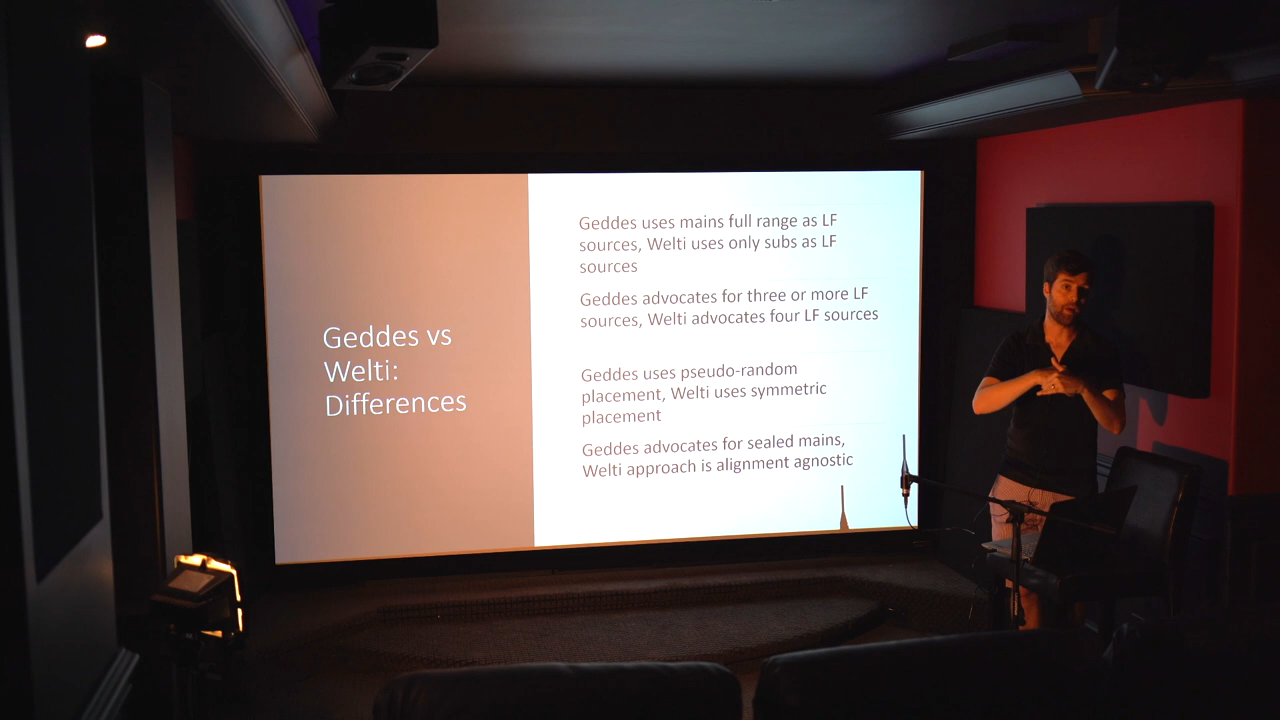 Geddes vs
Welti:
Differences
Geddes uses mains full range as LF
sources, Welti uses only subs as LF
sources
Geddes advocates for three or more LF
sources, Welti advocates four LF sources
Geddes uses pseudo-random
placement, Welti uses symmetric
placement
Geddes advocates for sealed mains,
Welti approach is alignment agnostic